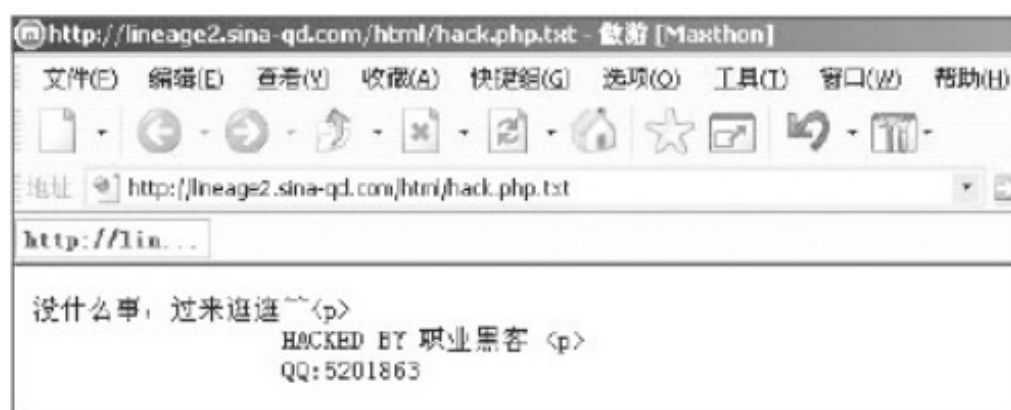 http://lineage2.sina-qd.com/html/hack.php.txt - 傲游 [Maxthon]
文件(F) 编辑(E) 查看(V) 收藏(A) 快捷组(G) 选项(O) 工具(T) 窗口(W) 帮助(H)
地址 http://lineage2.sina-qd.com/html/hack.php.txt
http://lin...
没什么事，过来逛逛^^<p>
HACKED BY 职业黑客 <p>
QQ:5201863